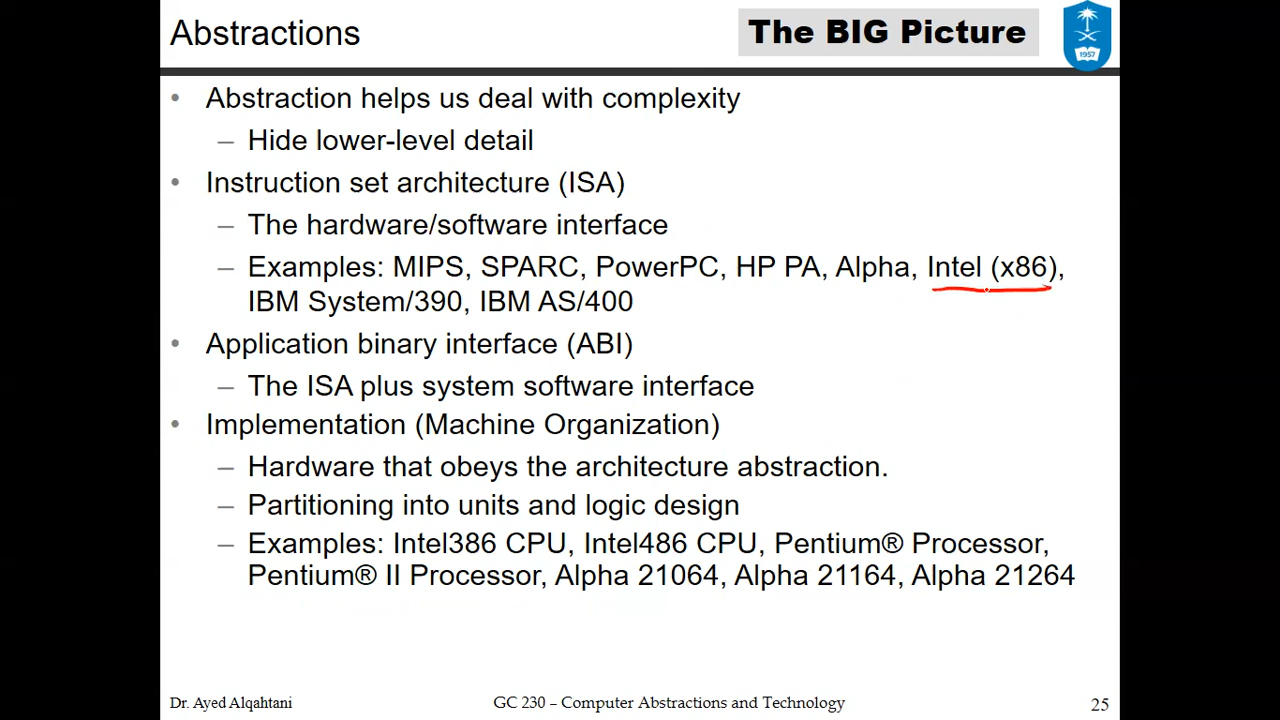 Abstractions
The BIG Picture
1957
• Abstraction helps us deal with complexity
– Hide lower-level detail
• Instruction set architecture (ISA)
– The hardware/software interface
– Examples: MIPS, SPARC, PowerPC, HP PA, Alpha, Intel (x86),
IBM System/390, IBM AS/400
• Application binary interface (ABI)
– The ISA plus system software interface
• Implementation (Machine Organization)
– Hardware that obeys the architecture abstraction.
– Partitioning into units and logic design
– Examples: Intel386 CPU, Intel486 CPU, Pentium® Processor,
Pentium® II Processor, Alpha 21064, Alpha 21164, Alpha 21264
Dr. Ayed Alqahtani
GC 230 – Computer Abstractions and Technology
25